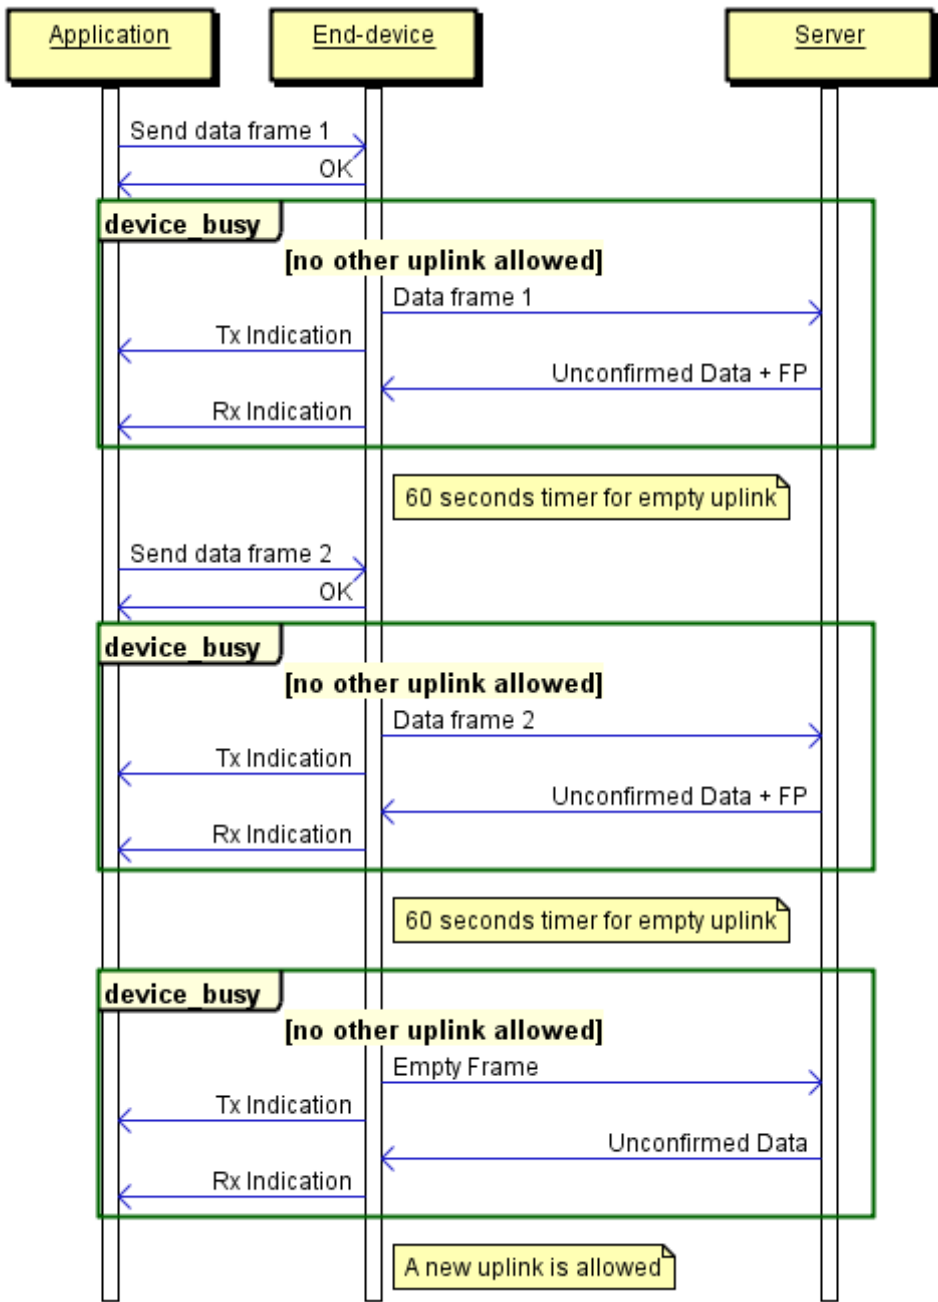 Application
End-device
Server
Send data frame 1
OK
device_busy
[no other uplink allowed]
Data frame 1
Tx Indication
Unconfirmed Data + FP
Rx Indication
60 seconds timer for empty uplink
Send data frame 2
OK
device_busy
[no other uplink allowed]
Data frame 2
Tx Indication
Unconfirmed Data + FP
Rx Indication
60 seconds timer for empty uplink
device_busy
[no other uplink allowed]
Empty Frame
Tx Indication
Unconfirmed Data
Rx Indication
A new uplink is allowed